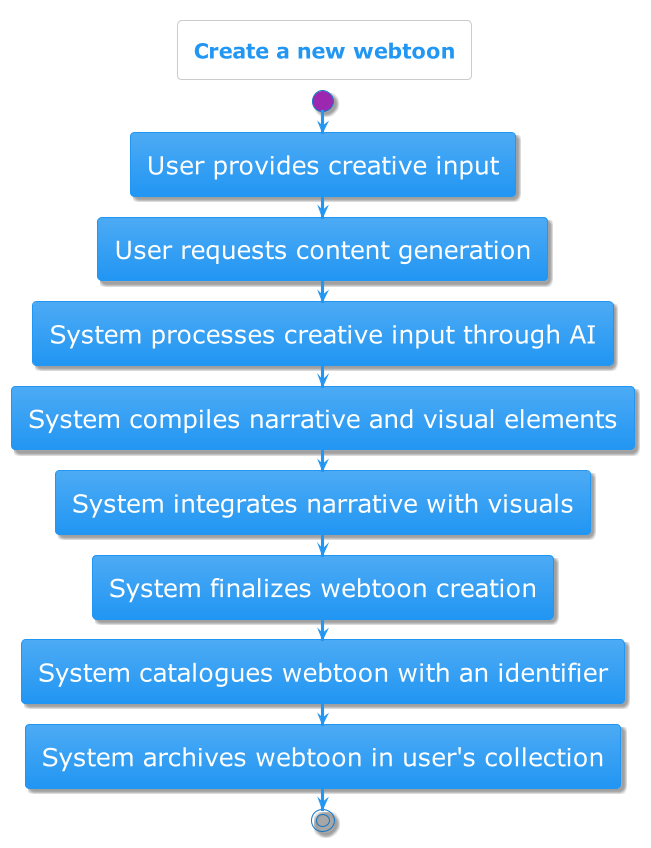 Create a new webtoon
User provides creative input
User requests content generation
System processes creative input through AI
System compiles narrative and visual elements
System integrates narrative with visuals
System finalizes webtoon creation
System catalogues webtoon with an identifier
System archives webtoon in user's collection